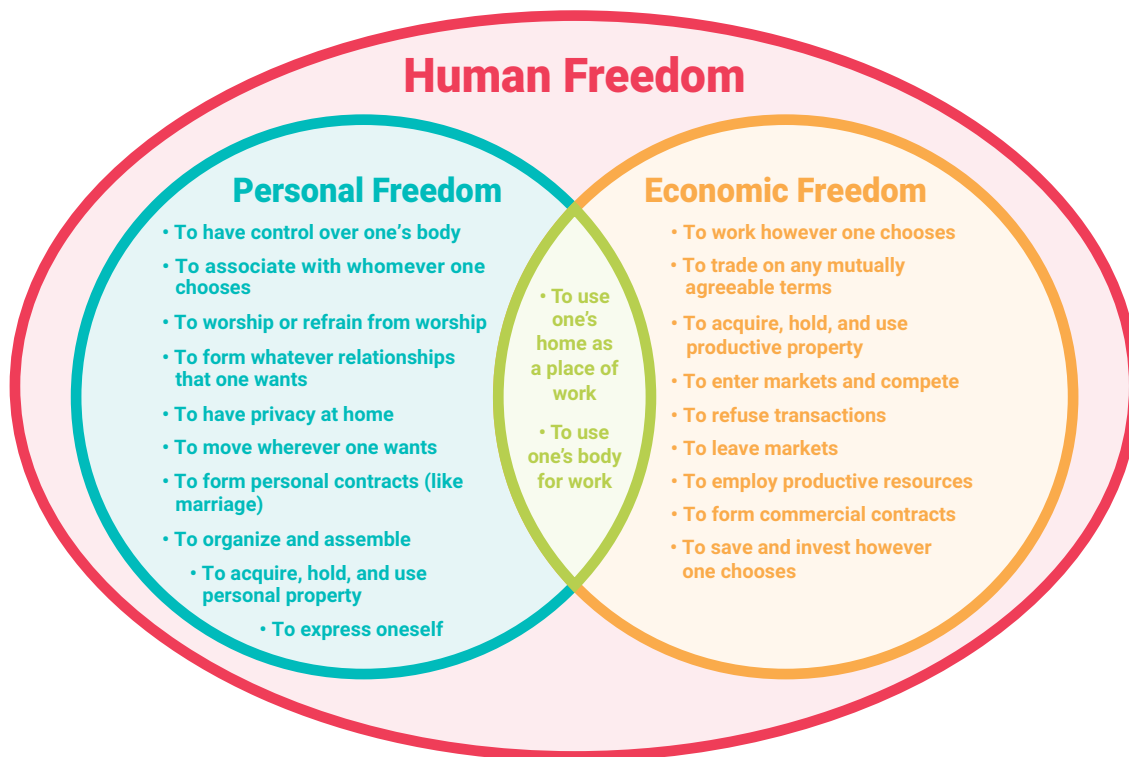 Human Freedom
Personal Freedom
• To have control over one's body
• To associate with whomever one
chooses
• To worship or refrain from worship
• To form whatever relationships
that one wants
• To have privacy at home
• To move wherever one wants
• To form personal contracts (like
marriage)
• To organize and assemble
• To acquire, hold, and use
personal property
• To express oneself
• To use
one's
home as
a place of
work
• To use
one's body
for work
Economic Freedom
• To work however one chooses
• To trade on any mutually
agreeable terms
• To acquire, hold, and use
productive property
• To enter markets and compete
• To refuse transactions
• To leave markets
• To employ productive resources
• To form commercial contracts
• To save and invest however
one chooses